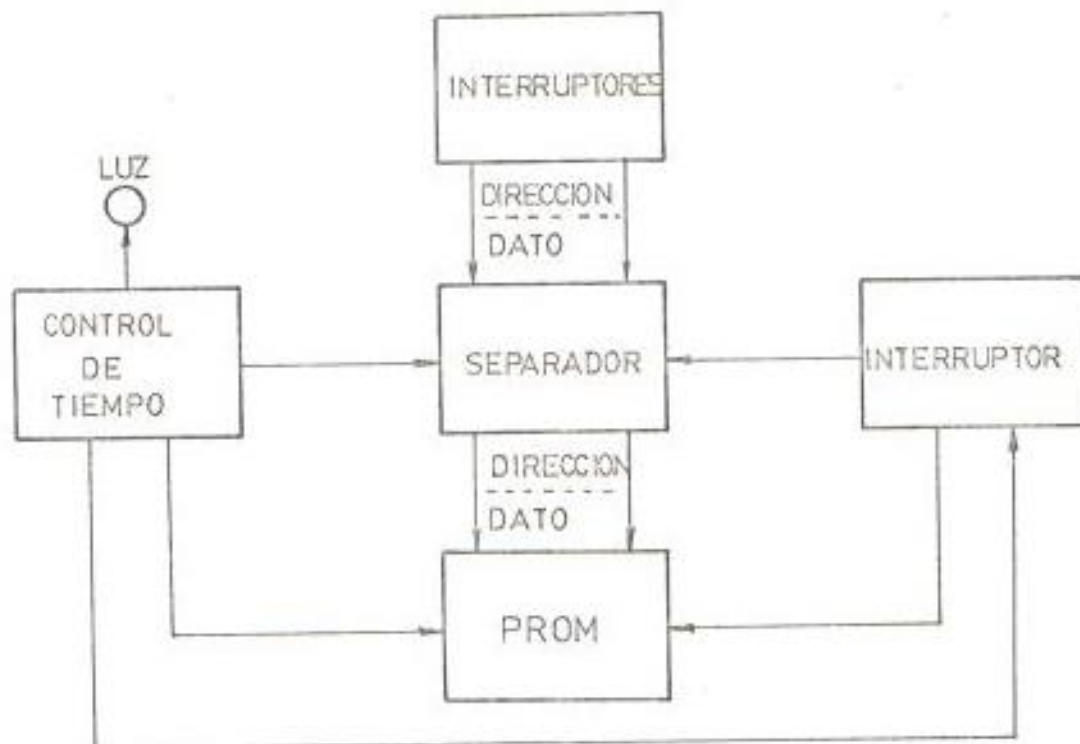 INTERRUPTORES
LUZ
DIRECCION
DATO
CONTROL
DE
TIEMPO
SEPARADOR
INTERRUPTOR
DIRECCION
DATO
PROM